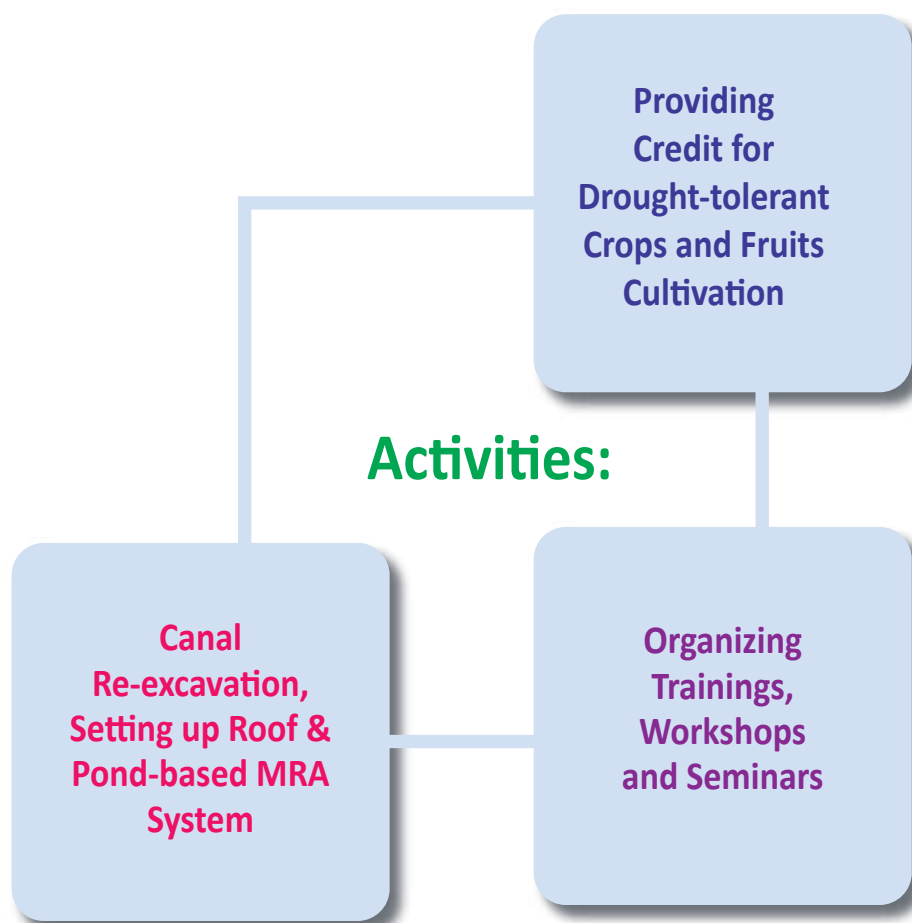 Providing
Credit for
Drought-tolerant
Crops and Fruits
Cultivation
Activities:
Canal
Re-excavation,
Setting up Roof &
Pond-based MRA
System
Organizing
Trainings,
Workshops
and Seminars